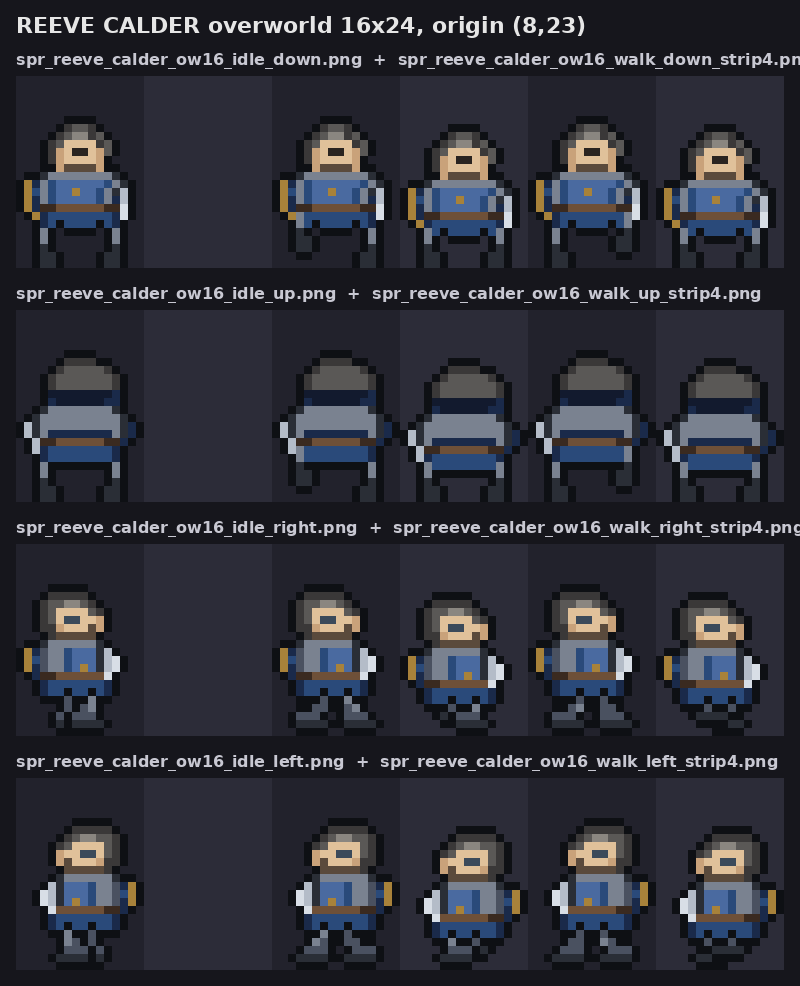 REEVE CALDER overworld 16x24, origin (8,23)
spr_reeve_calder_ow16_idle_down.png + spr_reeve_calder_ow16_walk_down_strip4.pn
spr_reeve_calder_ow16_idle_up.png + spr_reeve_calder_ow16_walk_up_strip4.png
spr_reeve_calder_ow16_idle_right.png + spr_reeve_calder_ow16_walk_right_strip4.png
spr_reeve_calder_ow16_idle_left.png + spr_reeve_calder_ow16_walk_left_strip4.png